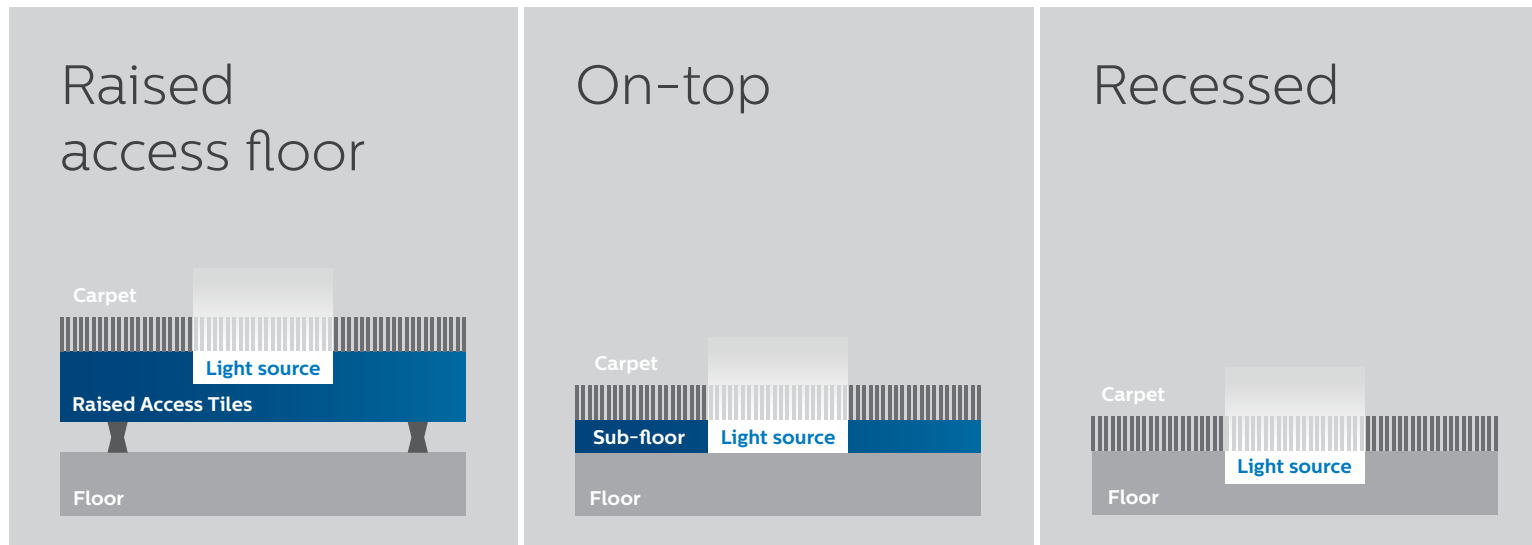 Raised
access floor
Carpet
Light source
Raised Access Tiles
Floor
On-top
Carpet
Sub-floor
Light source
Floor
Recessed
Carpet
Light source
Floor